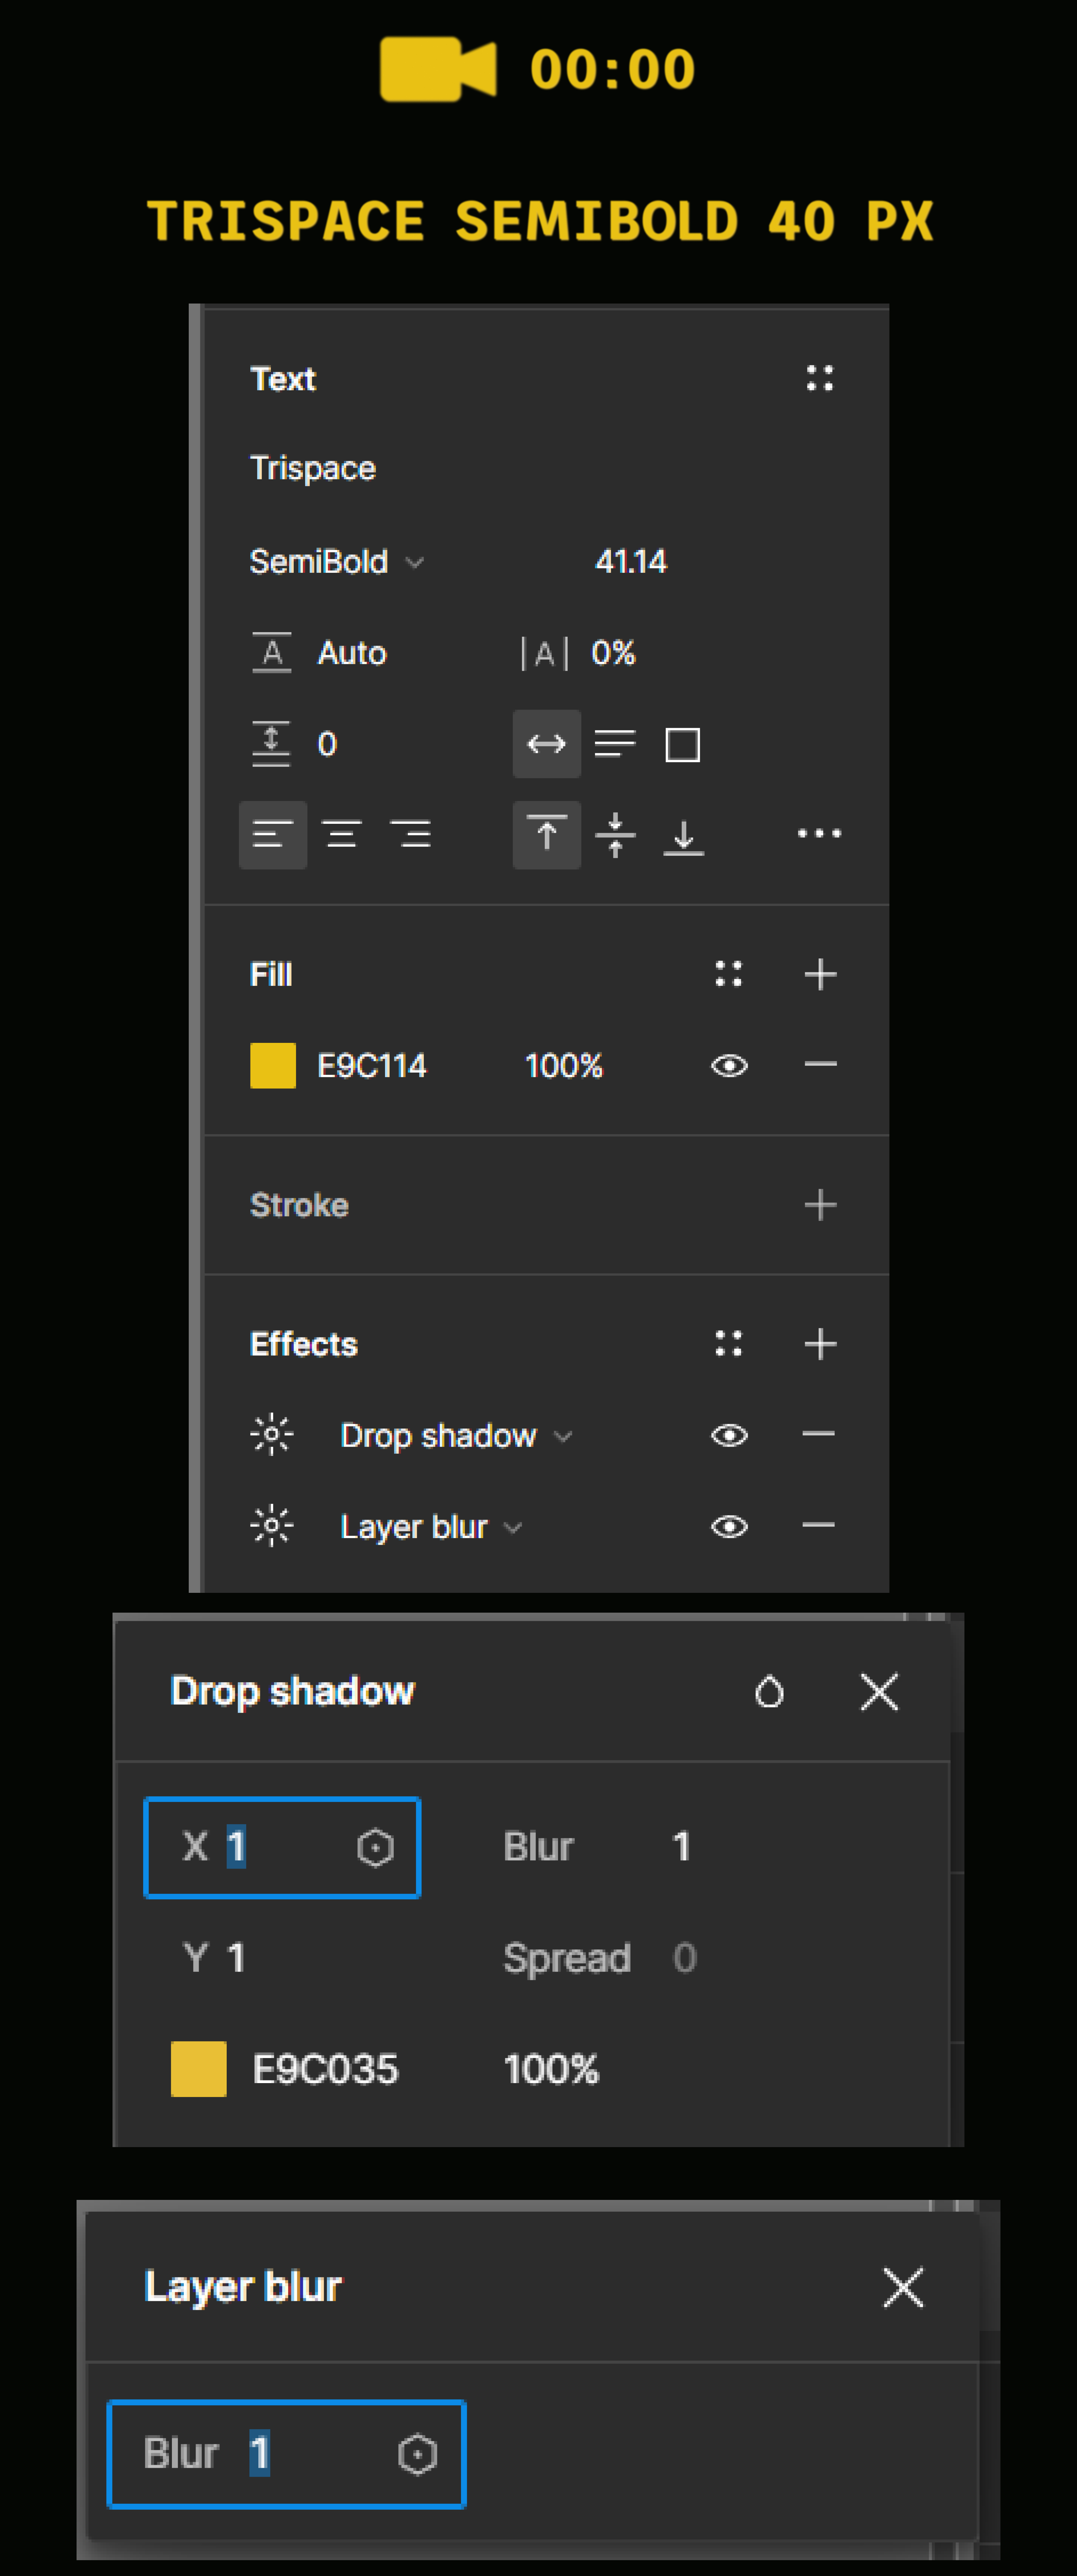 00:00
TRISPACE SEMIBOLD 40 PX
Text
Trispace
SemiBold 41.14
A Auto |A| 0%
0
Fill
E9C114 100%
Stroke
Effects
Drop shadow
Layer blur
Drop shadow
X 1 Blur 1
Y 1 Spread 0
E9C035 100%
Layer blur
Blur 1